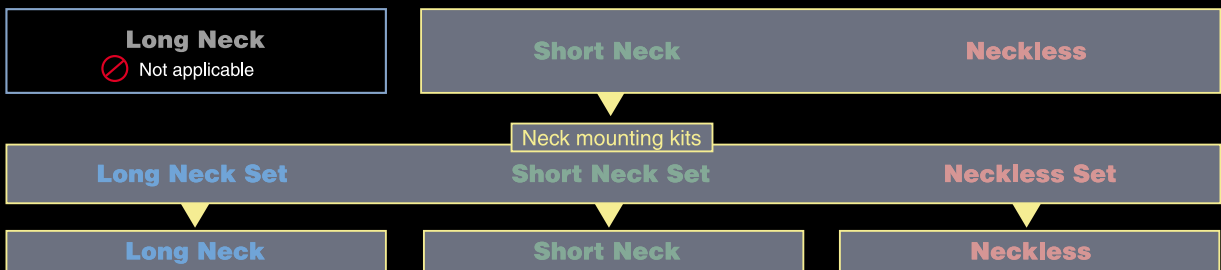 Long Neck
Not applicable
Short Neck
Neckless
Neck mounting kits
Long Neck Set
Short Neck Set
Neckless Set
Long Neck
Short Neck
Neckless